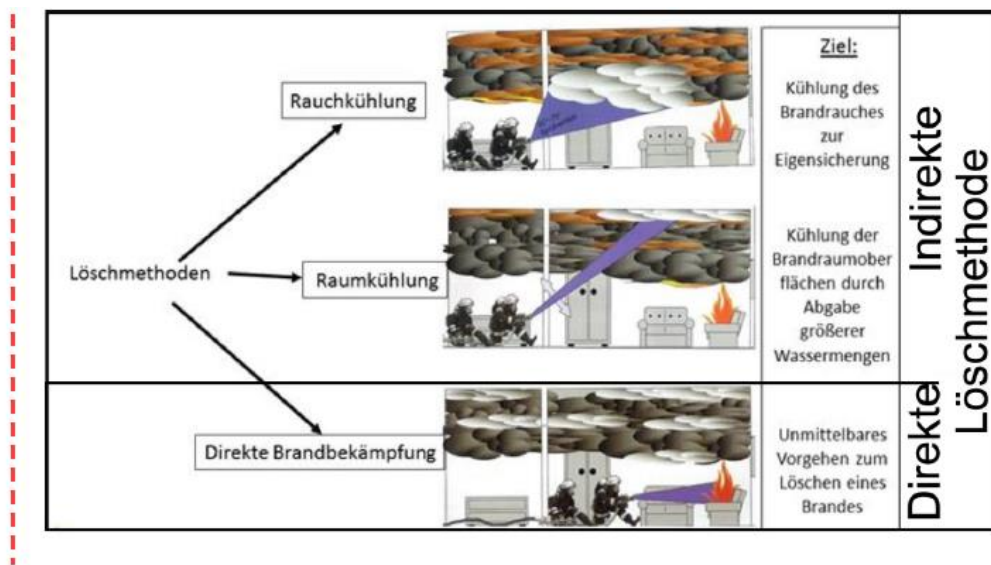 Löschmethoden
Rauchkühlung
Raumkühlung
Direkte Brandbekämpfung
Ziel:
Kühlung des
Brandrauches
zur
Eigensicherung
Kühlung der
Brandraumober
flächen durch
Abgabe
größerer
Wassermengen
Unmittelbares
Vorgehen zum
Löschen eines
Brandes
Indirekte
Direkte
Löschmethode